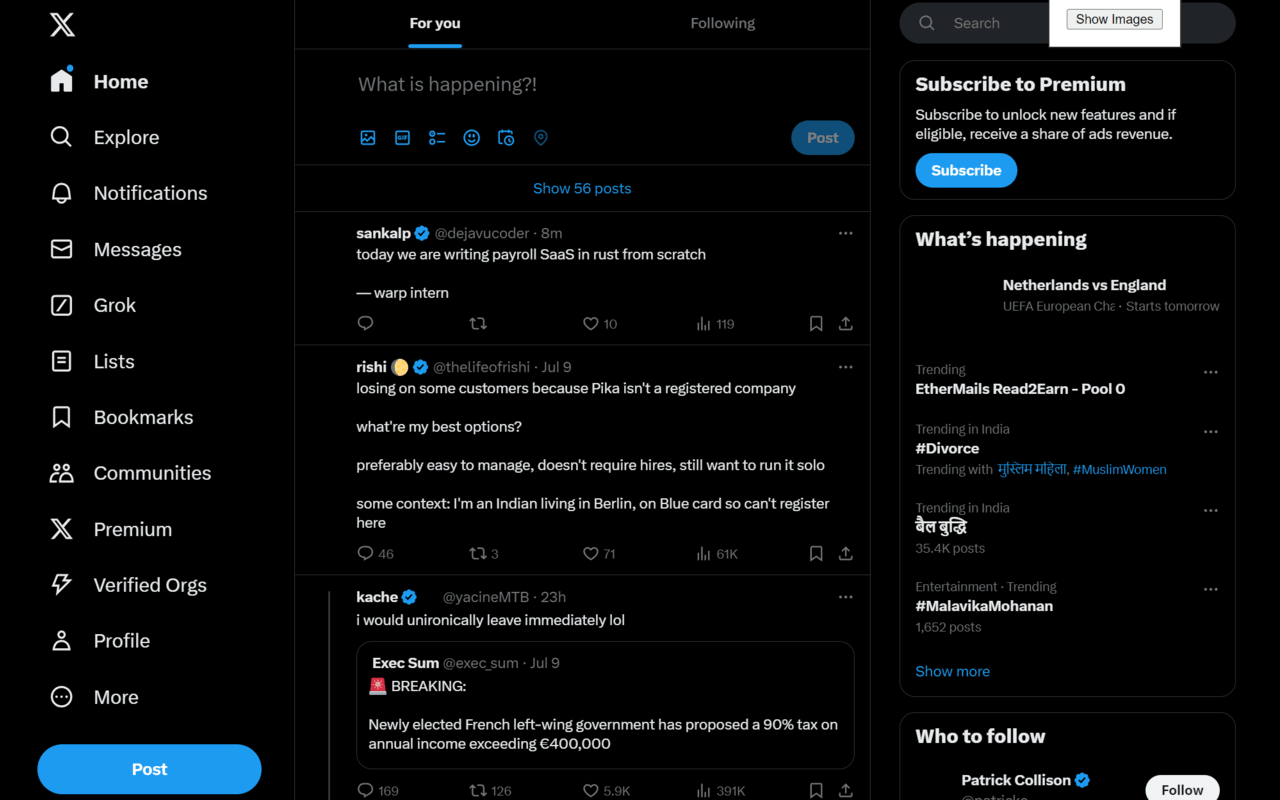 Home
Explore
Notifications
Messages
Grok
Lists
Bookmarks
Communities
Premium
Verified Orgs
Profile
More
Post
For you
Following
What is happening?!
GIF
Post
Show 56 posts
sankalp @dejavucoder · 8m
today we are writing payroll SaaS in rust from scratch
— warp intern
10 119
rishi 🌔 @thelifeofrishi · Jul 9
losing on some customers because Pika isn't a registered company
what're my best options?
preferably easy to manage, doesn't require hires, still want to run it solo
some context: I'm an Indian living in Berlin, on Blue card so can't register
here
46 3 71 61K
kache @yacineMTB · 23h
i would unironically leave immediately lol
Exec Sum @exec_sum · Jul 9
🚨 BREAKING:
Newly elected French left-wing government has proposed a 90% tax on
annual income exceeding €400,000
169 126 5.9K 391K
Search
Show Images
Subscribe to Premium
Subscribe to unlock new features and if
eligible, receive a share of ads revenue.
Subscribe
What's happening
Netherlands vs England
UEFA European Cha · Starts tomorrow
Trending
EtherMails Read2Earn - Pool 0
Trending in India
#Divorce
Trending with मुस्लिम महिला, #MuslimWomen
Trending in India
बैल बुद्धि
35.4K posts
Entertainment · Trending
#MalavikaMohanan
1,652 posts
Show more
Who to follow
Patrick Collison
Follow